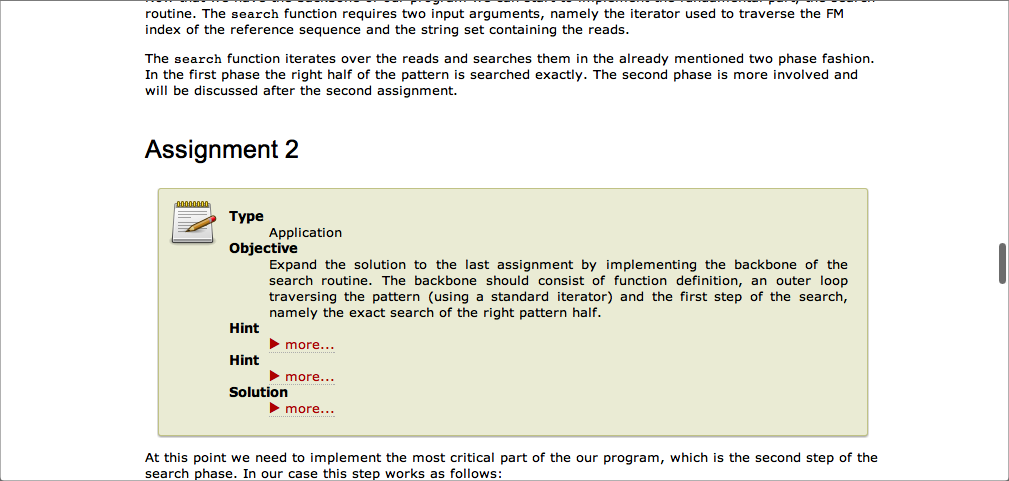 routine. The search function requires two input arguments, namely the iterator used to traverse the FM
index of the reference sequence and the string set containing the reads.
The search function iterates over the reads and searches them in the already mentioned two phase fashion.
In the first phase the right half of the pattern is searched exactly. The second phase is more involved and
will be discussed after the second assignment.
Assignment 2
Type
Application
Objective
Expand the solution to the last assignment by implementing the backbone of the
search routine. The backbone should consist of function definition, an outer loop
traversing the pattern (using a standard iterator) and the first step of the search,
namely the exact search of the right pattern half.
Hint
more...
Hint
more...
Solution
more...
At this point we need to implement the most critical part of the our program, which is the second step of the
search phase. In our case this step works as follows: